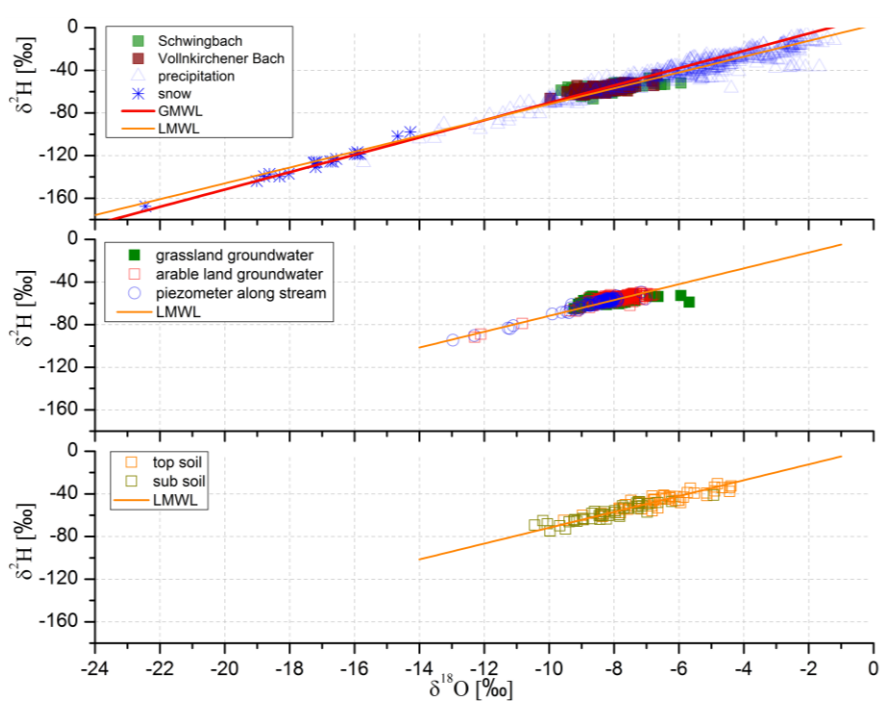 0
-40
-80
-120
-160
δ²H [‰]
Schwingbach
Vollnkirchener Bach
precipitation
snow
GMWL
LMWL
0
-40
-80
-120
-160
δ²H [‰]
grassland groundwater
arable land groundwater
piezometer along stream
LMWL
0
-40
-80
-120
-160
δ²H [‰]
top soil
sub soil
LMWL
-24 -22 -20 -18 -16 -14 -12 -10 -8 -6 -4 -2 0
δ¹⁸O [‰]